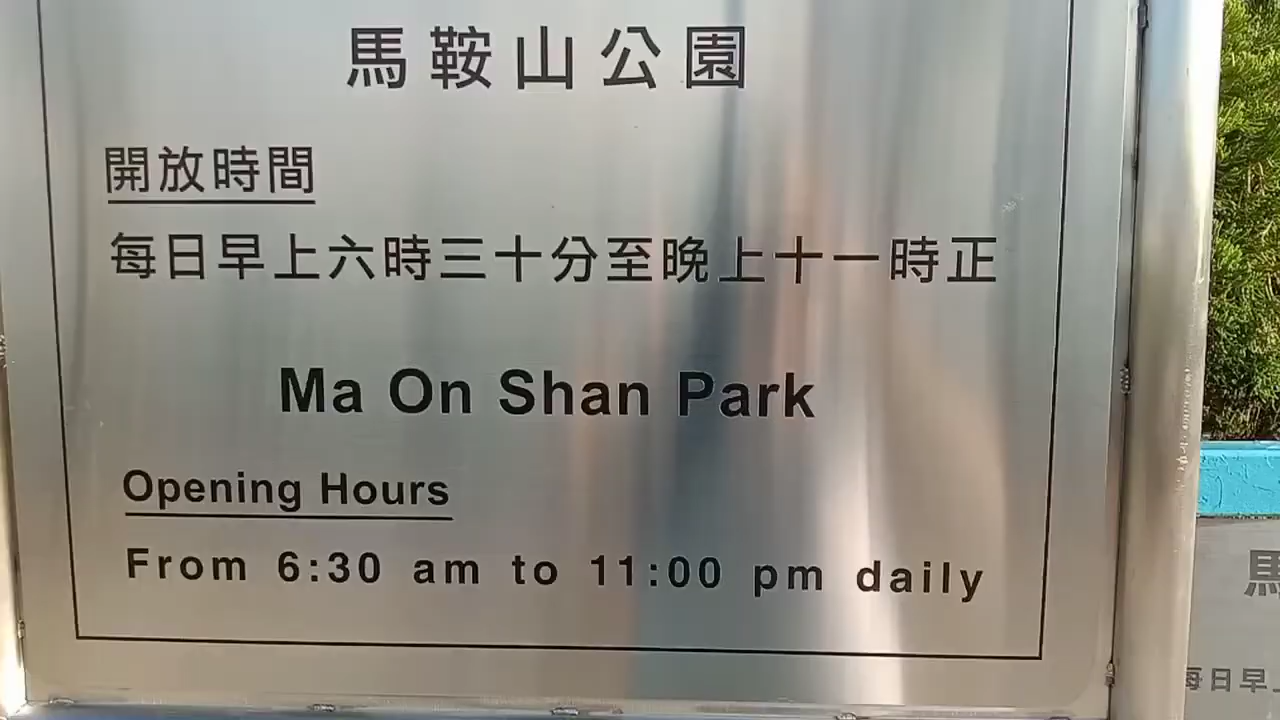 馬鞍山公園
開放時間
每日早上六時三十分至晚上十一時正
Ma On Shan Park
Opening Hours
From 6:30 am to 11:00 pm daily
馬
每日早上